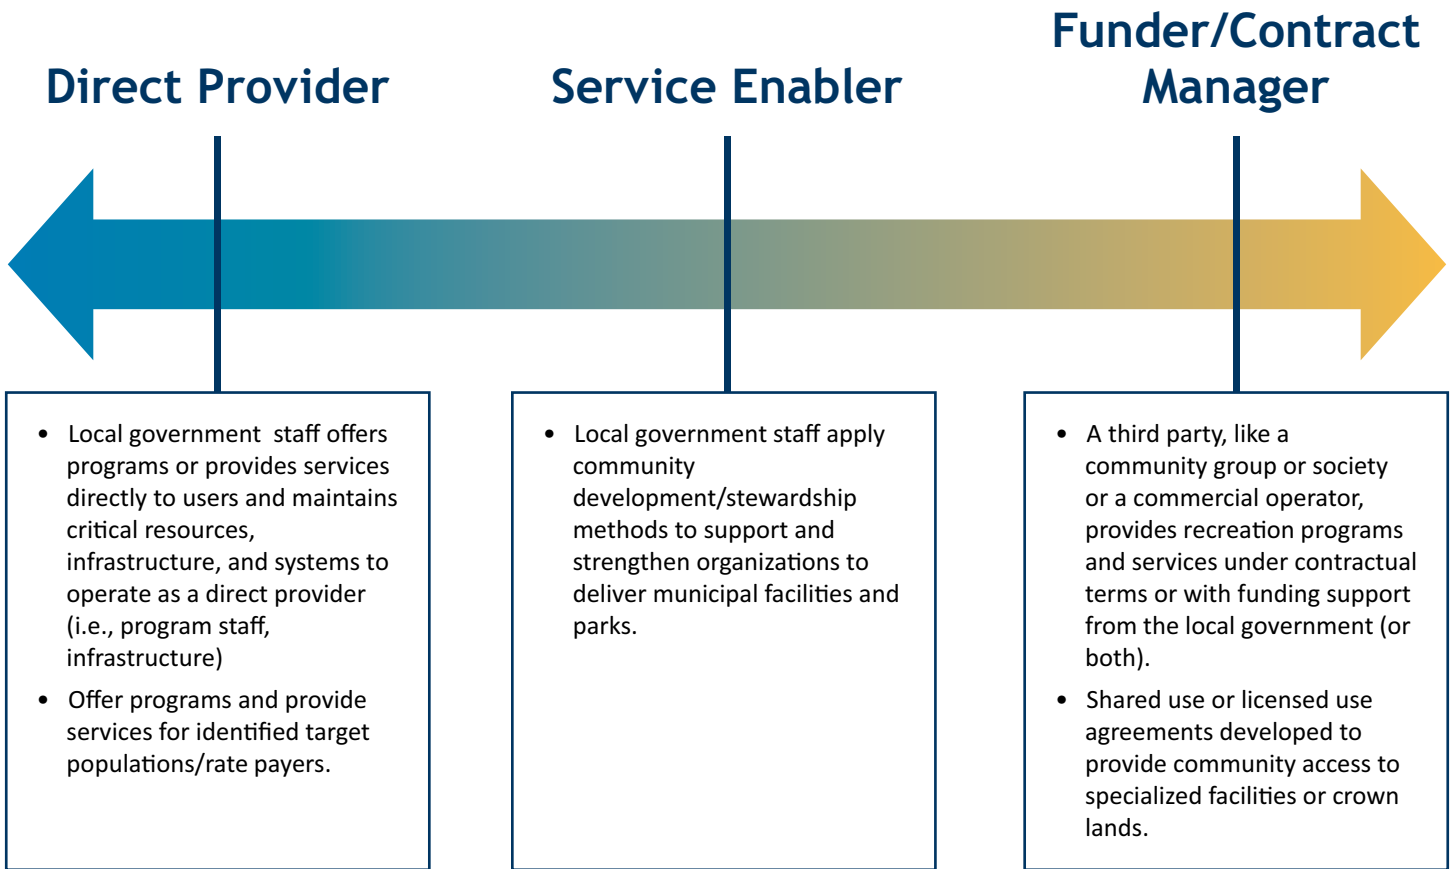 Direct Provider
Service Enabler
Funder/Contract
Manager
• Local government  staff offers
programs or provides services
directly to users and maintains
critical resources,
infrastructure, and systems to
operate as a direct provider
(i.e., program staff,
infrastructure)
• Offer programs and provide
services for identified target
populations/rate payers.
• Local government staff apply
community
development/stewardship
methods to support and
strengthen organizations to
deliver municipal facilities and
parks.
• A third party, like a
community group or society
or a commercial operator,
provides recreation programs
and services under contractual
terms or with funding support
from the local government (or
both).
• Shared use or licensed use
agreements developed to
provide community access to
specialized facilities or crown
lands.